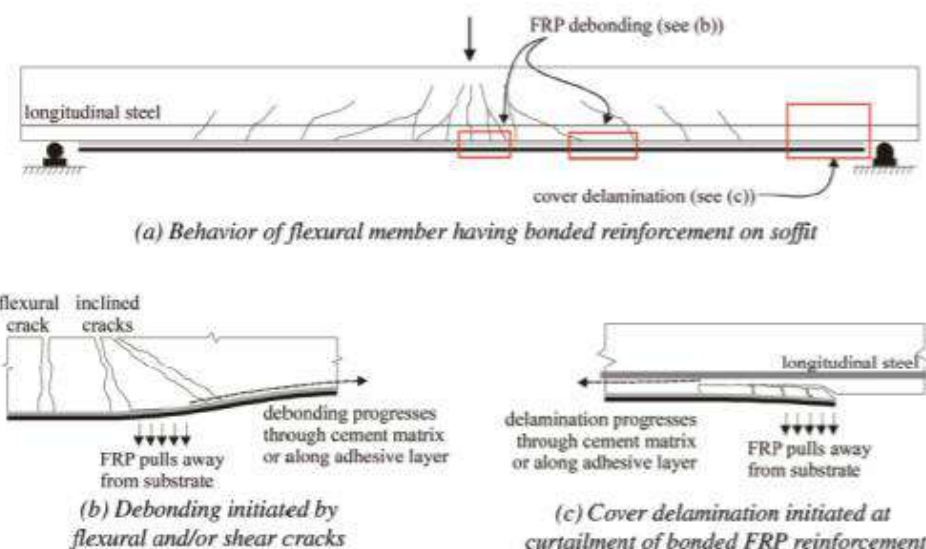 FRP debonding (see (b))
longitudinal steel
cover delamination (see (c))
(a) Behavior of flexural member having bonded reinforcement on soffit
flexural
crack
inclined
cracks
debonding progresses
through cement matrix
or along adhesive layer
FRP pulls away
from substrate
(b) Debonding initiated by
flexural and/or shear cracks
longitudinal steel
delamination progresses
through cement matrix
or along adhesive layer
FRP pulls away
from substrate
(c) Cover delamination initiated at
curtailment of bonded FRP reinforcement